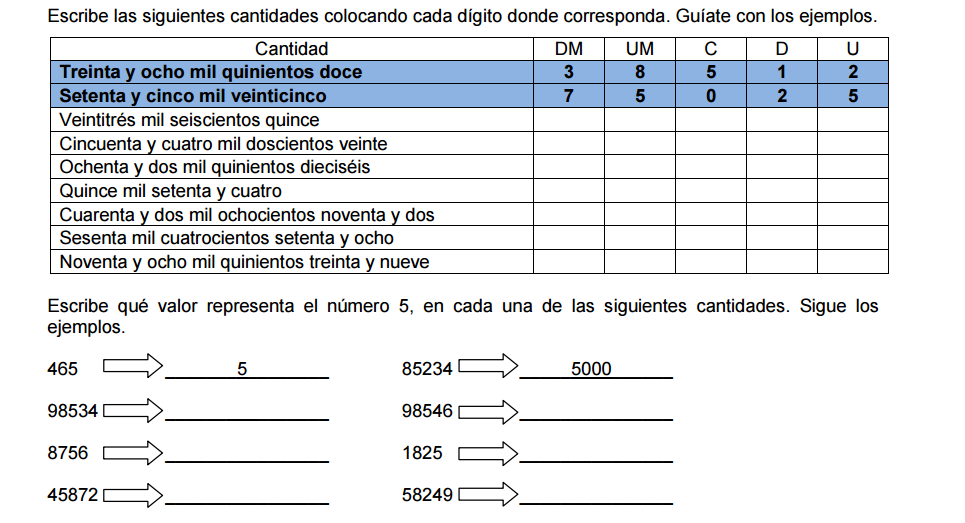 Escribe las siguientes cantidades colocando cada dígito donde corresponda. Guíate con los ejemplos.
Cantidad DM UM C D U
Treinta y ocho mil quinientos doce 3 8 5 1 2
Setenta y cinco mil veinticinco 7 5 0 2 5
Veintitrés mil seiscientos quince
Cincuenta y cuatro mil doscientos veinte
Ochenta y dos mil quinientos dieciséis
Quince mil setenta y cuatro
Cuarenta y dos mil ochocientos noventa y dos
Sesenta mil cuatrocientos setenta y ocho
Noventa y ocho mil quinientos treinta y nueve
Escribe qué valor representa el número 5, en cada una de las siguientes cantidades. Sigue los
ejemplos.
465 5 85234 5000
98534 98546
8756 1825
45872 58249